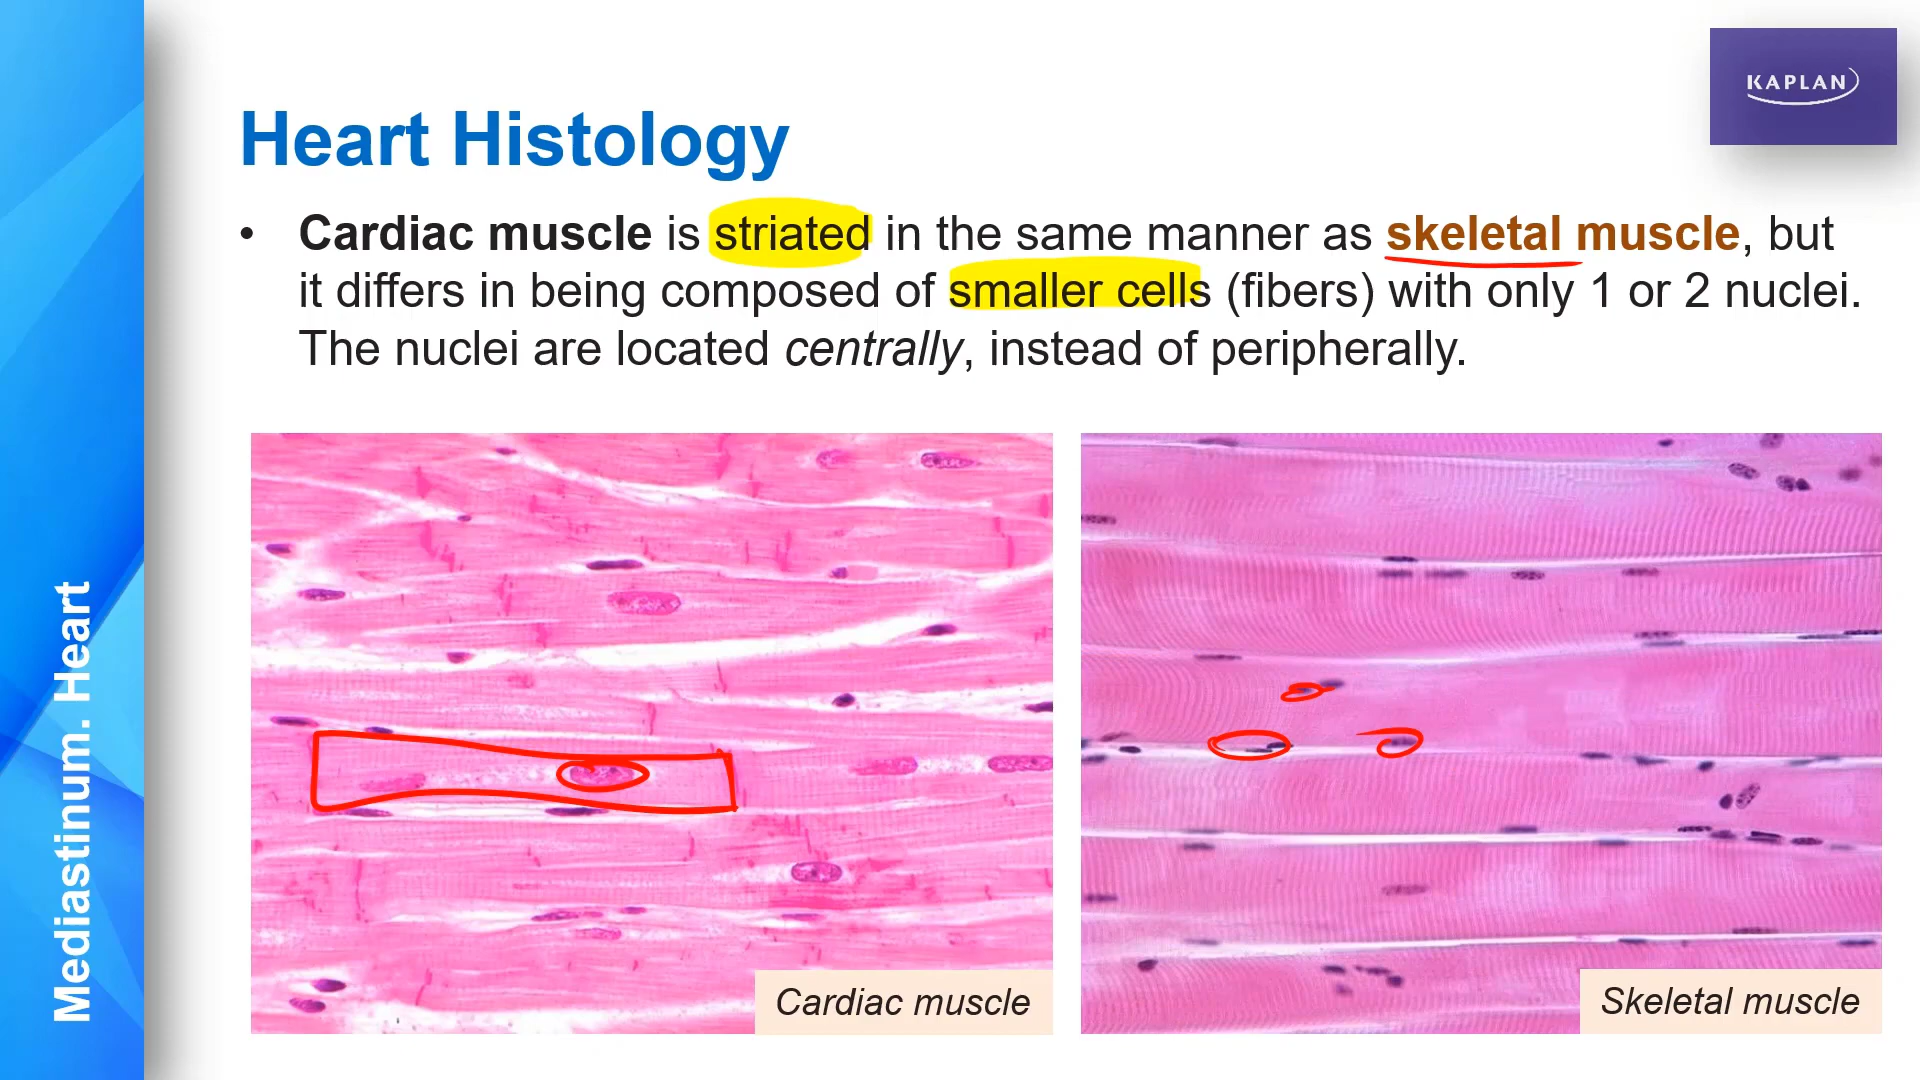 KAPLAN
Heart Histology
• Cardiac muscle is striated in the same manner as skeletal muscle, but
it differs in being composed of smaller cells (fibers) with only 1 or 2 nuclei.
The nuclei are located centrally, instead of peripherally.
Mediastinum. Heart
Cardiac muscle
Skeletal muscle